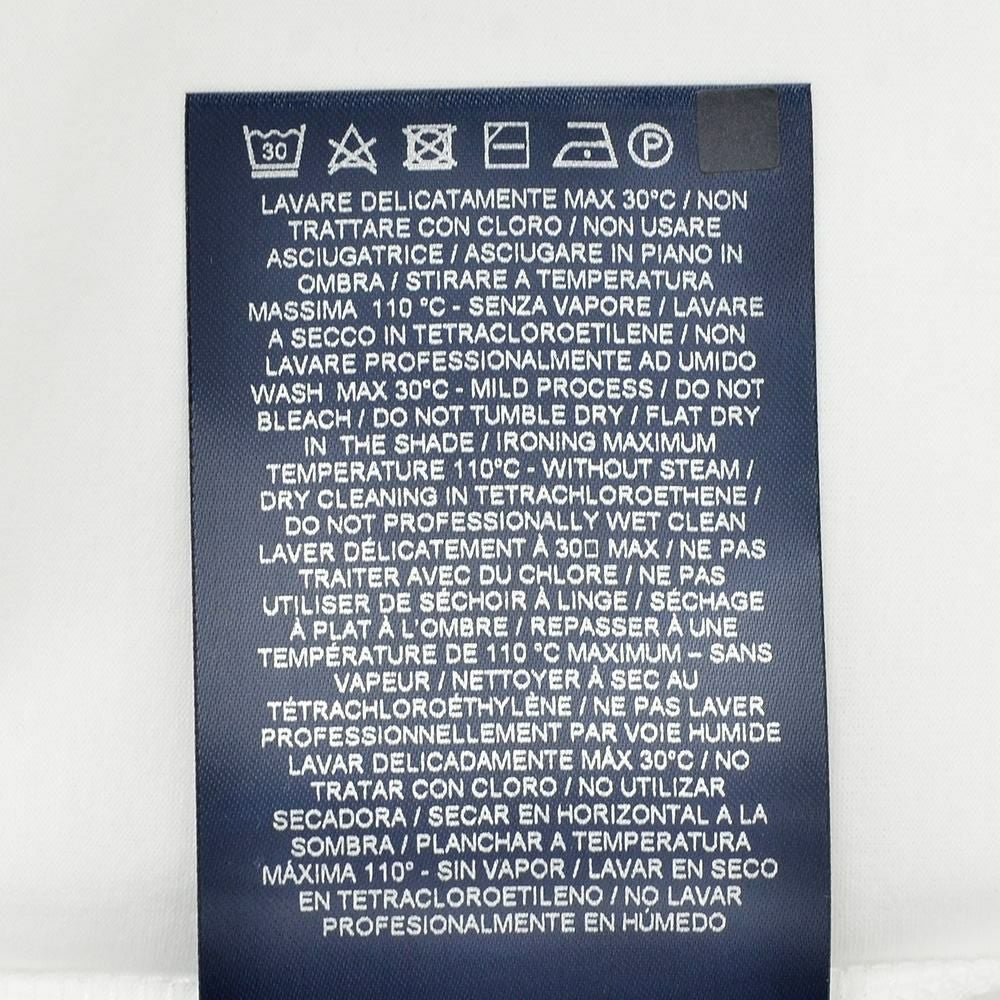 30
P
LAVARE DELICATAMENTE MAX 30°C / NON
TRATTARE CON CLORO / NON USARE
ASCIUGATRICE / ASCIUGARE IN PIANO IN
OMBRA / STIRARE A TEMPERATURA
MASSIMA 110 °C - SENZA VAPORE / LAVARE
A SECCO IN TETRACLOROETILENE / NON
LAVARE PROFESSIONALMENTE AD UMIDO
WASH MAX 30°C - MILD PROCESS / DO NOT
BLEACH / DO NOT TUMBLE DRY / FLAT DRY
IN THE SHADE / IRONING MAXIMUM
TEMPERATURE 110°C - WITHOUT STEAM /
DRY CLEANING IN TETRACHLOROETHENE /
DO NOT PROFESSIONALLY WET CLEAN
LAVER DÉLICATEMENT À 30□ MAX / NE PAS
TRAITER AVEC DU CHLORE / NE PAS
UTILISER DE SÉCHOIR À LINGE / SÉCHAGE
À PLAT À L'OMBRE / REPASSER À UNE
TEMPÉRATURE DE 110 °C MAXIMUM – SANS
VAPEUR / NETTOYER À SEC AU
TÉTRACHLOROÉTHYLÈNE / NE PAS LAVER
PROFESSIONNELLEMENT PAR VOIE HUMIDE
LAVAR DELICADAMENTE MÁX 30°C / NO
TRATAR CON CLORO / NO UTILIZAR
SECADORA / SECAR EN HORIZONTAL A LA
SOMBRA / PLANCHAR A TEMPERATURA
MÁXIMA 110° - SIN VAPOR / LAVAR EN SECO
EN TETRACLOROETILENO / NO LAVAR
PROFESIONALMENTE EN HÚMEDO